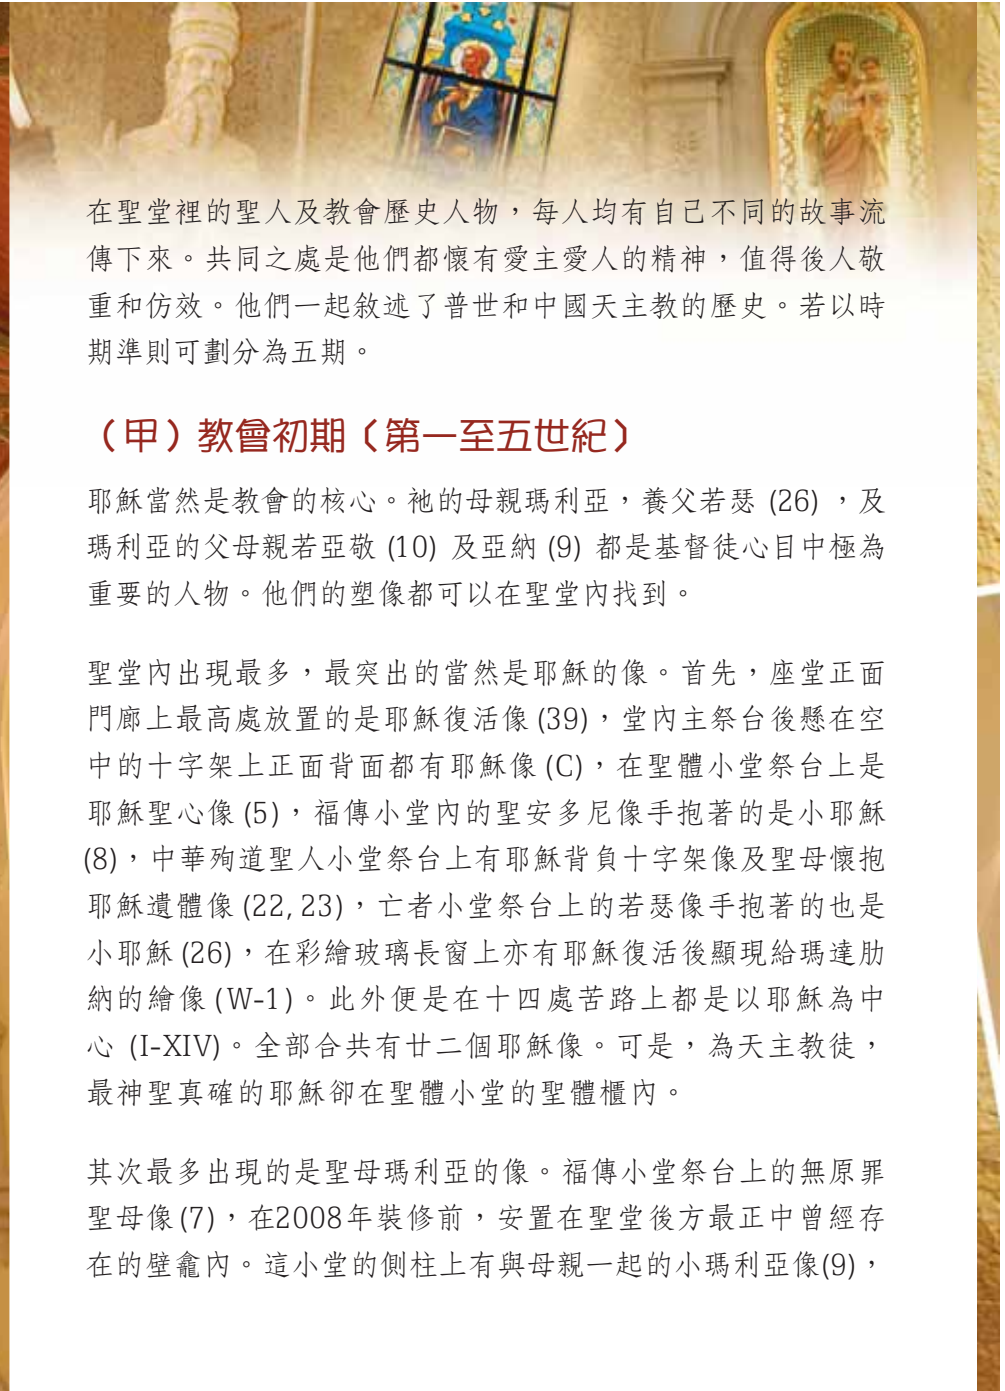 在聖堂裡的聖人及教會歷史人物，每人均有自己不同的故事流
傳下來。共同之處是他們都懷有愛主愛人的精神，值得後人敬
重和仿效。他們一起敘述了普世和中國天主教的歷史。若以時
期準則可劃分為五期。
（甲）教會初期（第一至五世紀）
耶穌當然是教會的核心。祂的母親瑪利亞，養父若瑟 (26) ，及
瑪利亞的父母親若亞敬 (10) 及亞納 (9) 都是基督徒心目中極為
重要的人物。他們的塑像都可以在聖堂內找到。
聖堂內出現最多，最突出的當然是耶穌的像。首先，座堂正面
門廊上最高處放置的是耶穌復活像 (39)，堂內主祭台後懸在空
中的十字架上正面背面都有耶穌像 (C)，在聖體小堂祭台上是
耶穌聖心像 (5)，福傳小堂內的聖安多尼像手抱著的是小耶穌
(8)，中華殉道聖人小堂祭台上有耶穌背負十字架像及聖母懷抱
耶穌遺體像 (22, 23)，亡者小堂祭台上的若瑟像手抱著的也是
小耶穌 (26)，在彩繪玻璃長窗上亦有耶穌復活後顯現給瑪達肋
納的繪像 (W-1)。此外便是在十四處苦路上都是以耶穌為中
心 (I-XIV)。全部合共有廿二個耶穌像。可是，為天主教徒，
最神聖真確的耶穌卻在聖體小堂的聖體櫃內。
其次最多出現的是聖母瑪利亞的像。福傳小堂祭台上的無原罪
聖母像 (7)，在2008年裝修前，安置在聖堂後方最正中曾經存
在的壁龕內。這小堂的側柱上有與母親一起的小瑪利亞像(9)，